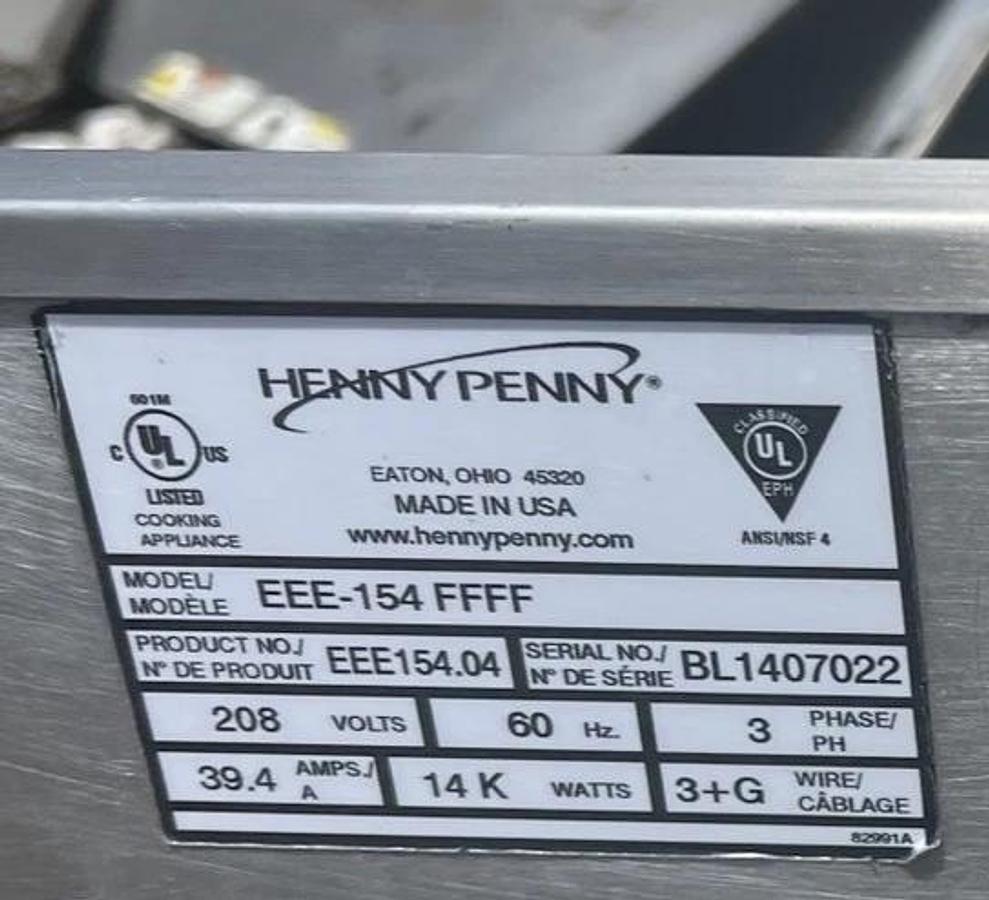 HENNY PENNY®
601M
C UL® US
LISTED
COOKING
APPLIANCE
EATON, OHIO 45320
MADE IN USA
www.hennypenny.com
CLASSIFIED
UL
EPH
ANSI/NSF 4
MODEL/
MODÈLE EEE-154 FFFF
PRODUCT NO./
N° DE PRODUIT EEE154.04
SERIAL NO./
N° DE SÉRIE BL1407022
208 VOLTS
60 Hz.
3 PHASE/
PH
39.4 AMPS./
A
14 K WATTS
3+G WIRE/
CÂBLAGE
82991A